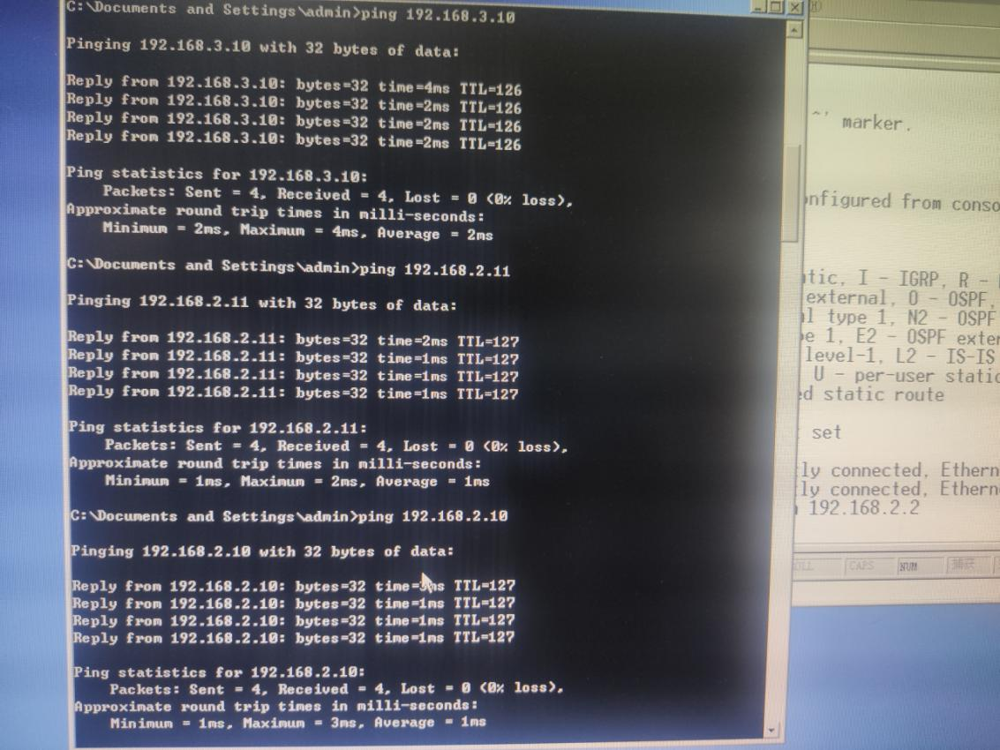 C:\Documents and Settings\admin>ping 192.168.3.10
Pinging 192.168.3.10 with 32 bytes of data:
Reply from 192.168.3.10: bytes=32 time=4ms TTL=126
Reply from 192.168.3.10: bytes=32 time=2ms TTL=126
Reply from 192.168.3.10: bytes=32 time=2ms TTL=126
Reply from 192.168.3.10: bytes=32 time=2ms TTL=126
Ping statistics for 192.168.3.10:
Packets: Sent = 4, Received = 4, Lost = 0 (0% loss),
Approximate round trip times in milli-seconds:
Minimum = 2ms, Maximum = 4ms, Average = 2ms
C:\Documents and Settings\admin>ping 192.168.2.11
Pinging 192.168.2.11 with 32 bytes of data:
Reply from 192.168.2.11: bytes=32 time=2ms TTL=127
Reply from 192.168.2.11: bytes=32 time=1ms TTL=127
Reply from 192.168.2.11: bytes=32 time=1ms TTL=127
Reply from 192.168.2.11: bytes=32 time=1ms TTL=127
Ping statistics for 192.168.2.11:
Packets: Sent = 4, Received = 4, Lost = 0 (0% loss),
Approximate round trip times in milli-seconds:
Minimum = 1ms, Maximum = 2ms, Average = 1ms
C:\Documents and Settings\admin>ping 192.168.2.10
Pinging 192.168.2.10 with 32 bytes of data:
Reply from 192.168.2.10: bytes=32 time=3ms TTL=127
Reply from 192.168.2.10: bytes=32 time=1ms TTL=127
Reply from 192.168.2.10: bytes=32 time=1ms TTL=127
Reply from 192.168.2.10: bytes=32 time=1ms TTL=127
Ping statistics for 192.168.2.10:
Packets: Sent = 4, Received = 4, Lost = 0 (0% loss),
Approximate round trip times in milli-seconds:
Minimum = 1ms, Maximum = 3ms, Average = 1ms
~' marker.
onfigured from conso
tic, I - IGRP, R -
external, O - OSPF,
l type 1, N2 - OSPF
e 1, E2 - OSPF exter
level-1, L2 - IS-IS
U - per-user static
ed static route
set
ly connected, Ethern
ly connected, Ethern
192.168.2.2
CAPS NUM 捕获